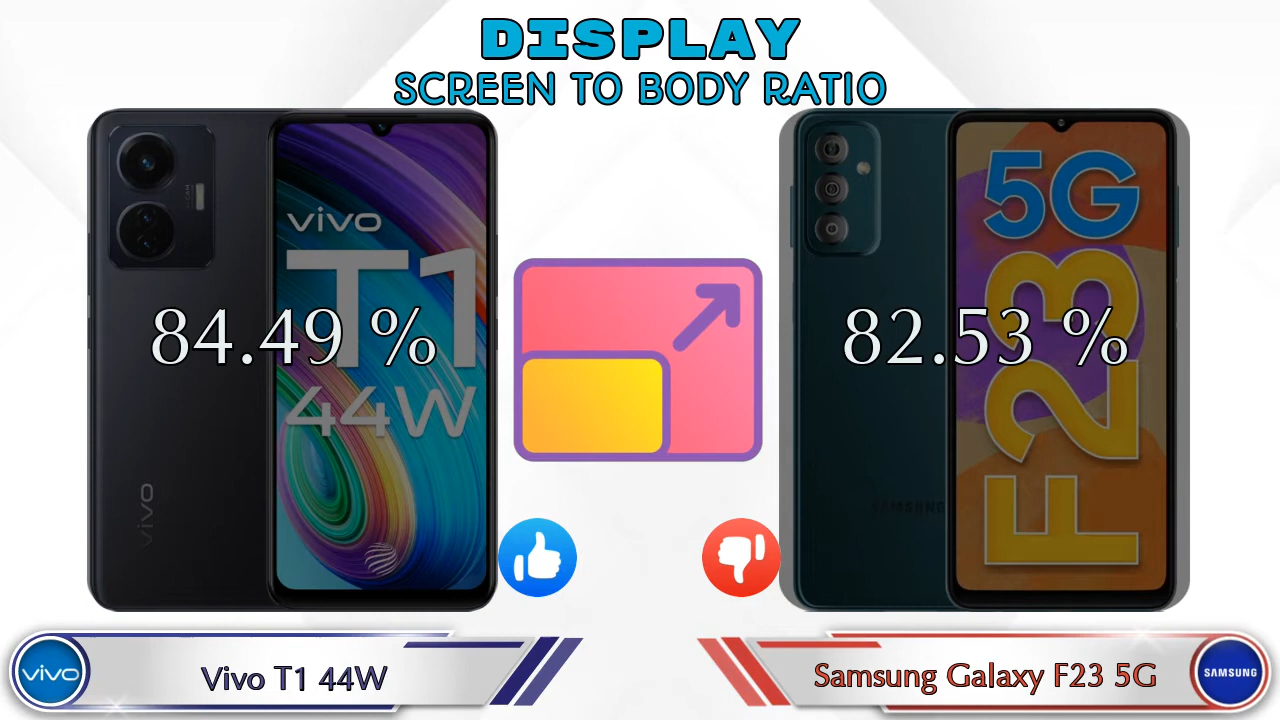 DISPLAY
SCREEN TO BODY RATIO
vivo
T1
44W
84.49 %
vivo
5G
F23
82.53 %
SAMSUNG
vivo
Vivo T1 44W
Samsung Galaxy F23 5G
SAMSUNG